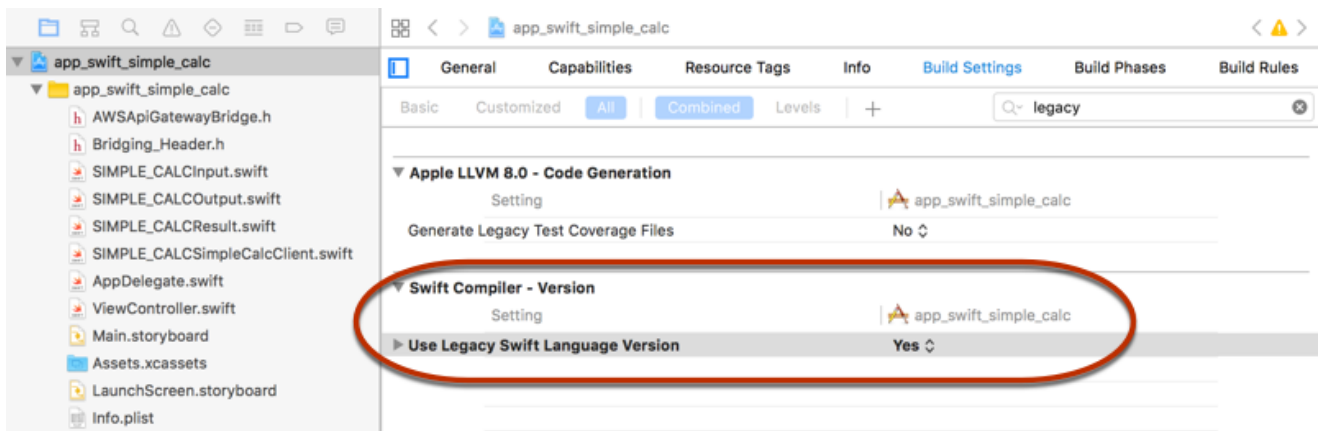 app_swift_simple_calc
General Capabilities Resource Tags Info Build Settings Build Phases Build Rules
Basic Customized All Combined Levels + legacy
app_swift_simple_calc
app_swift_simple_calc
AWSApiGatewayBridge.h
Bridging_Header.h
SIMPLE_CALCInput.swift
SIMPLE_CALCOutput.swift
SIMPLE_CALCResult.swift
SIMPLE_CALCSimpleCalcClient.swift
AppDelegate.swift
ViewController.swift
Main.storyboard
Assets.xcassets
LaunchScreen.storyboard
Info.plist
Apple LLVM 8.0 - Code Generation
Setting app_swift_simple_calc
Generate Legacy Test Coverage Files No
Swift Compiler - Version
Setting app_swift_simple_calc
Use Legacy Swift Language Version Yes